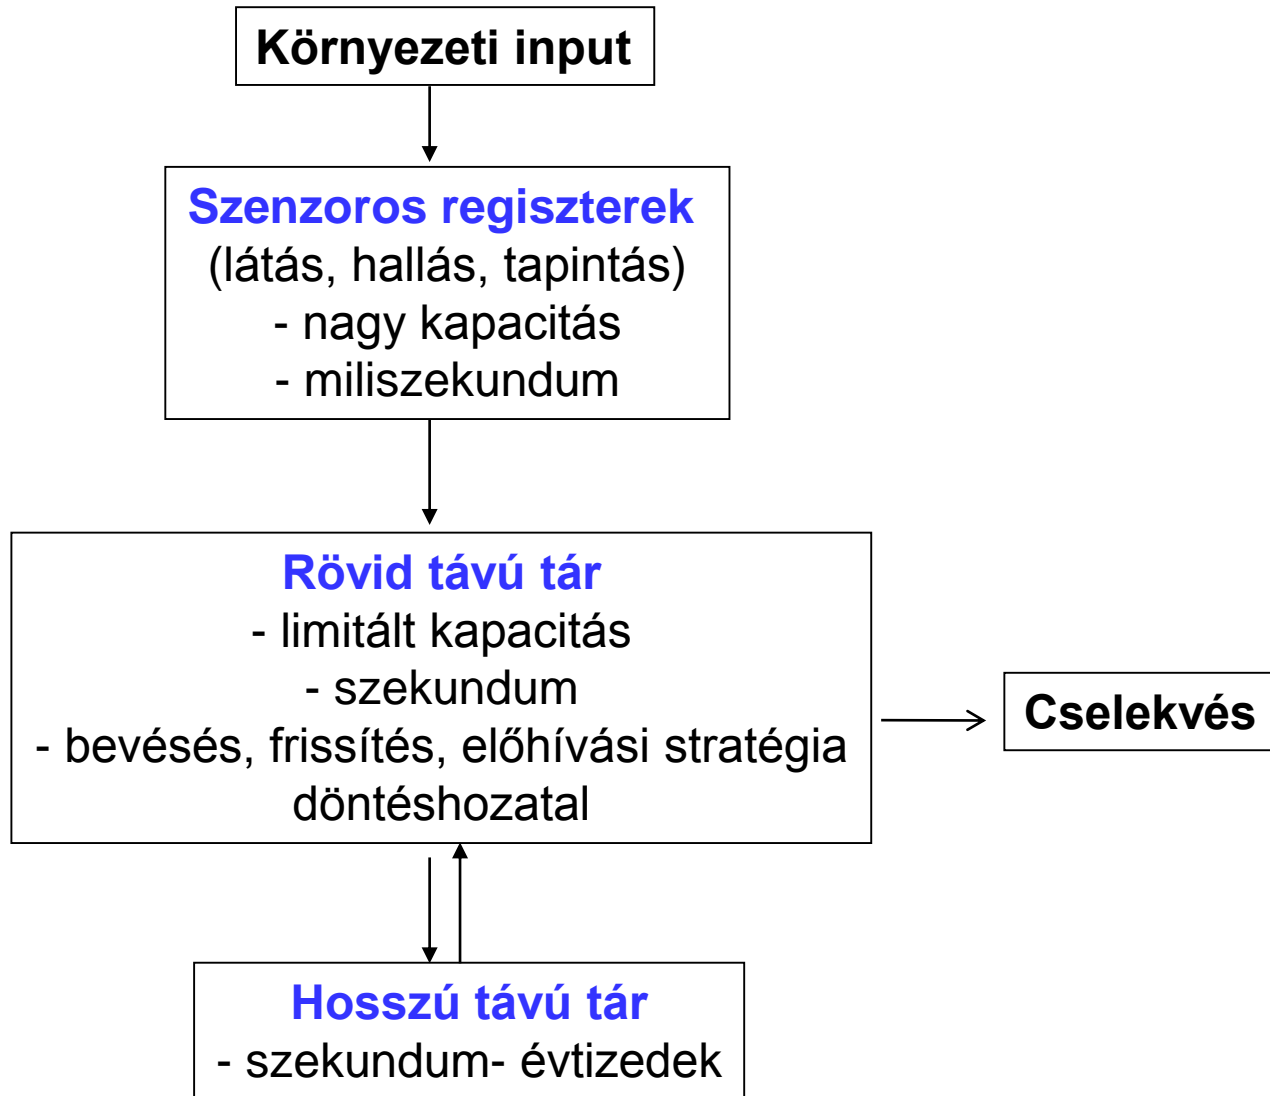 Környezeti input
Szenzoros regiszterek
(látás, hallás, tapintás)
- nagy kapacitás
- miliszekundum
Rövid távú tár
- limitált kapacitás
- szekundum
- bevésés, frissítés, előhívási stratégia
döntéshozatal
Cselekvés
Hosszú távú tár
- szekundum- évtizedek